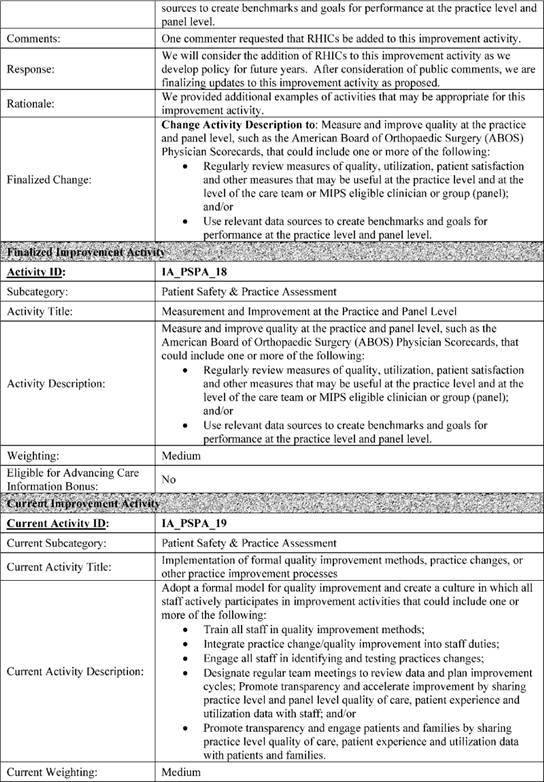 sources to create benchmarks and goals for performance at the practice level and
panel level.
Comments:
One commenter requested that RHICs be added to this improvement activity.
Response:
We will consider the addition of RHICs to this improvement activity as we
develop policy for future years.  After consideration of public comments, we are
finalizing updates to this improvement activity as proposed.
Rationale:
We provided additional examples of activities that may be appropriate for this
improvement activity.
Finalized Change:
Change Activity Description to: Measure and improve quality at the practice
and panel level, such as the American Board of Orthopaedic Surgery (ABOS)
Physician Scorecards, that could include one or more of the following:
• Regularly review measures of quality, utilization, patient satisfaction
and other measures that may be useful at the practice level and at the
level of the care team or MIPS eligible clinician or group (panel);
and/or
• Use relevant data sources to create benchmarks and goals for
performance at the practice level and panel level.
Finalized Improvement Activity
Activity ID:
IA_PSPA_18
Subcategory:
Patient Safety & Practice Assessment
Activity Title:
Measurement and Improvement at the Practice and Panel Level
Activity Description:
Measure and improve quality at the practice and panel level, such as the
American Board of Orthopaedic Surgery (ABOS) Physician Scorecards, that
could include one or more of the following:
• Regularly review measures of quality, utilization, patient satisfaction
and other measures that may be useful at the practice level and at the
level of the care team or MIPS eligible clinician or group (panel);
and/or
• Use relevant data sources to create benchmarks and goals for
performance at the practice level and panel level.
Weighting:
Medium
Eligible for Advancing Care
Information Bonus:
No
Current Improvement Activity
Current Activity ID:
IA_PSPA_19
Current Subcategory:
Patient Safety & Practice Assessment
Current Activity Title:
Implementation of formal quality improvement methods, practice changes, or
other practice improvement processes
Current Activity Description:
Adopt a formal model for quality improvement and create a culture in which all
staff actively participates in improvement activities that could include one or
more of the following:
• Train all staff in quality improvement methods;
• Integrate practice change/quality improvement into staff duties;
• Engage all staff in identifying and testing practices changes;
• Designate regular team meetings to review data and plan improvement
cycles; Promote transparency and accelerate improvement by sharing
practice level and panel level quality of care, patient experience and
utilization data with staff; and/or
• Promote transparency and engage patients and families by sharing
practice level quality of care, patient experience and utilization data
with patients and families.
Current Weighting:
Medium